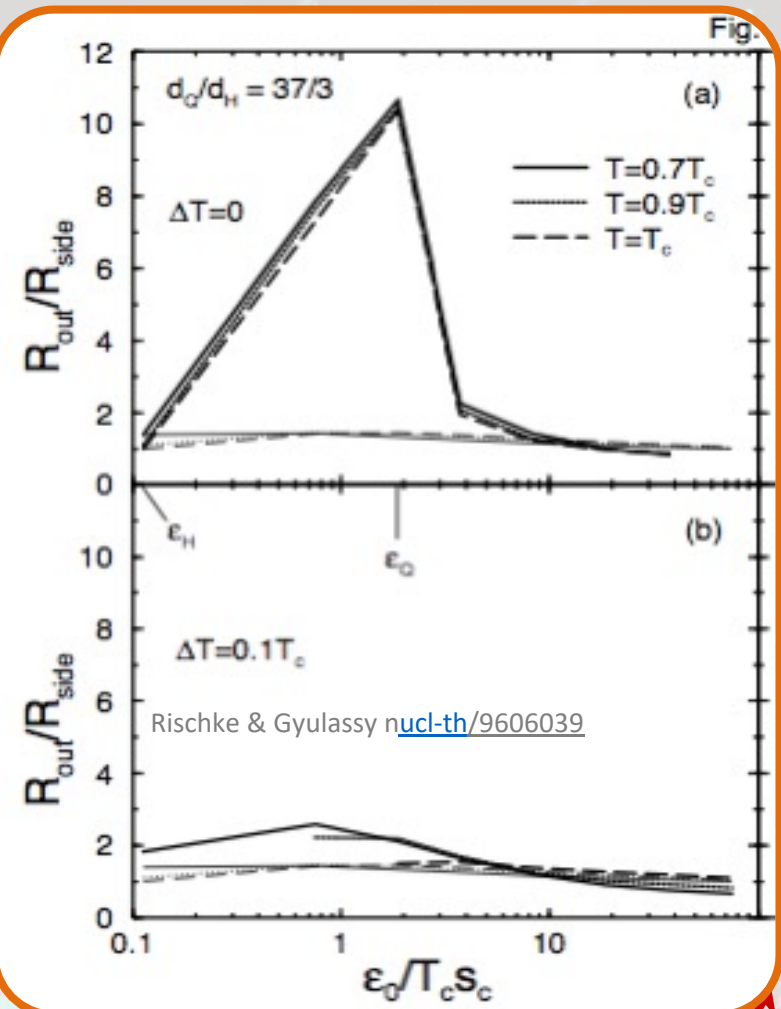 Fig.
12
d_Q/d_H = 37/3
(a)
10
T=0.7T_c
8
ΔT=0
T=0.9T_c
T=T_c
R_out/R_side
6
4
2
0
ε_H
ε_Q
(b)
10
8
ΔT=0.1T_c
R_out/R_side
6
Rischke & Gyulassy nucl-th/9606039
4
2
0
0.1 1 10
ε_0/T_c s_c